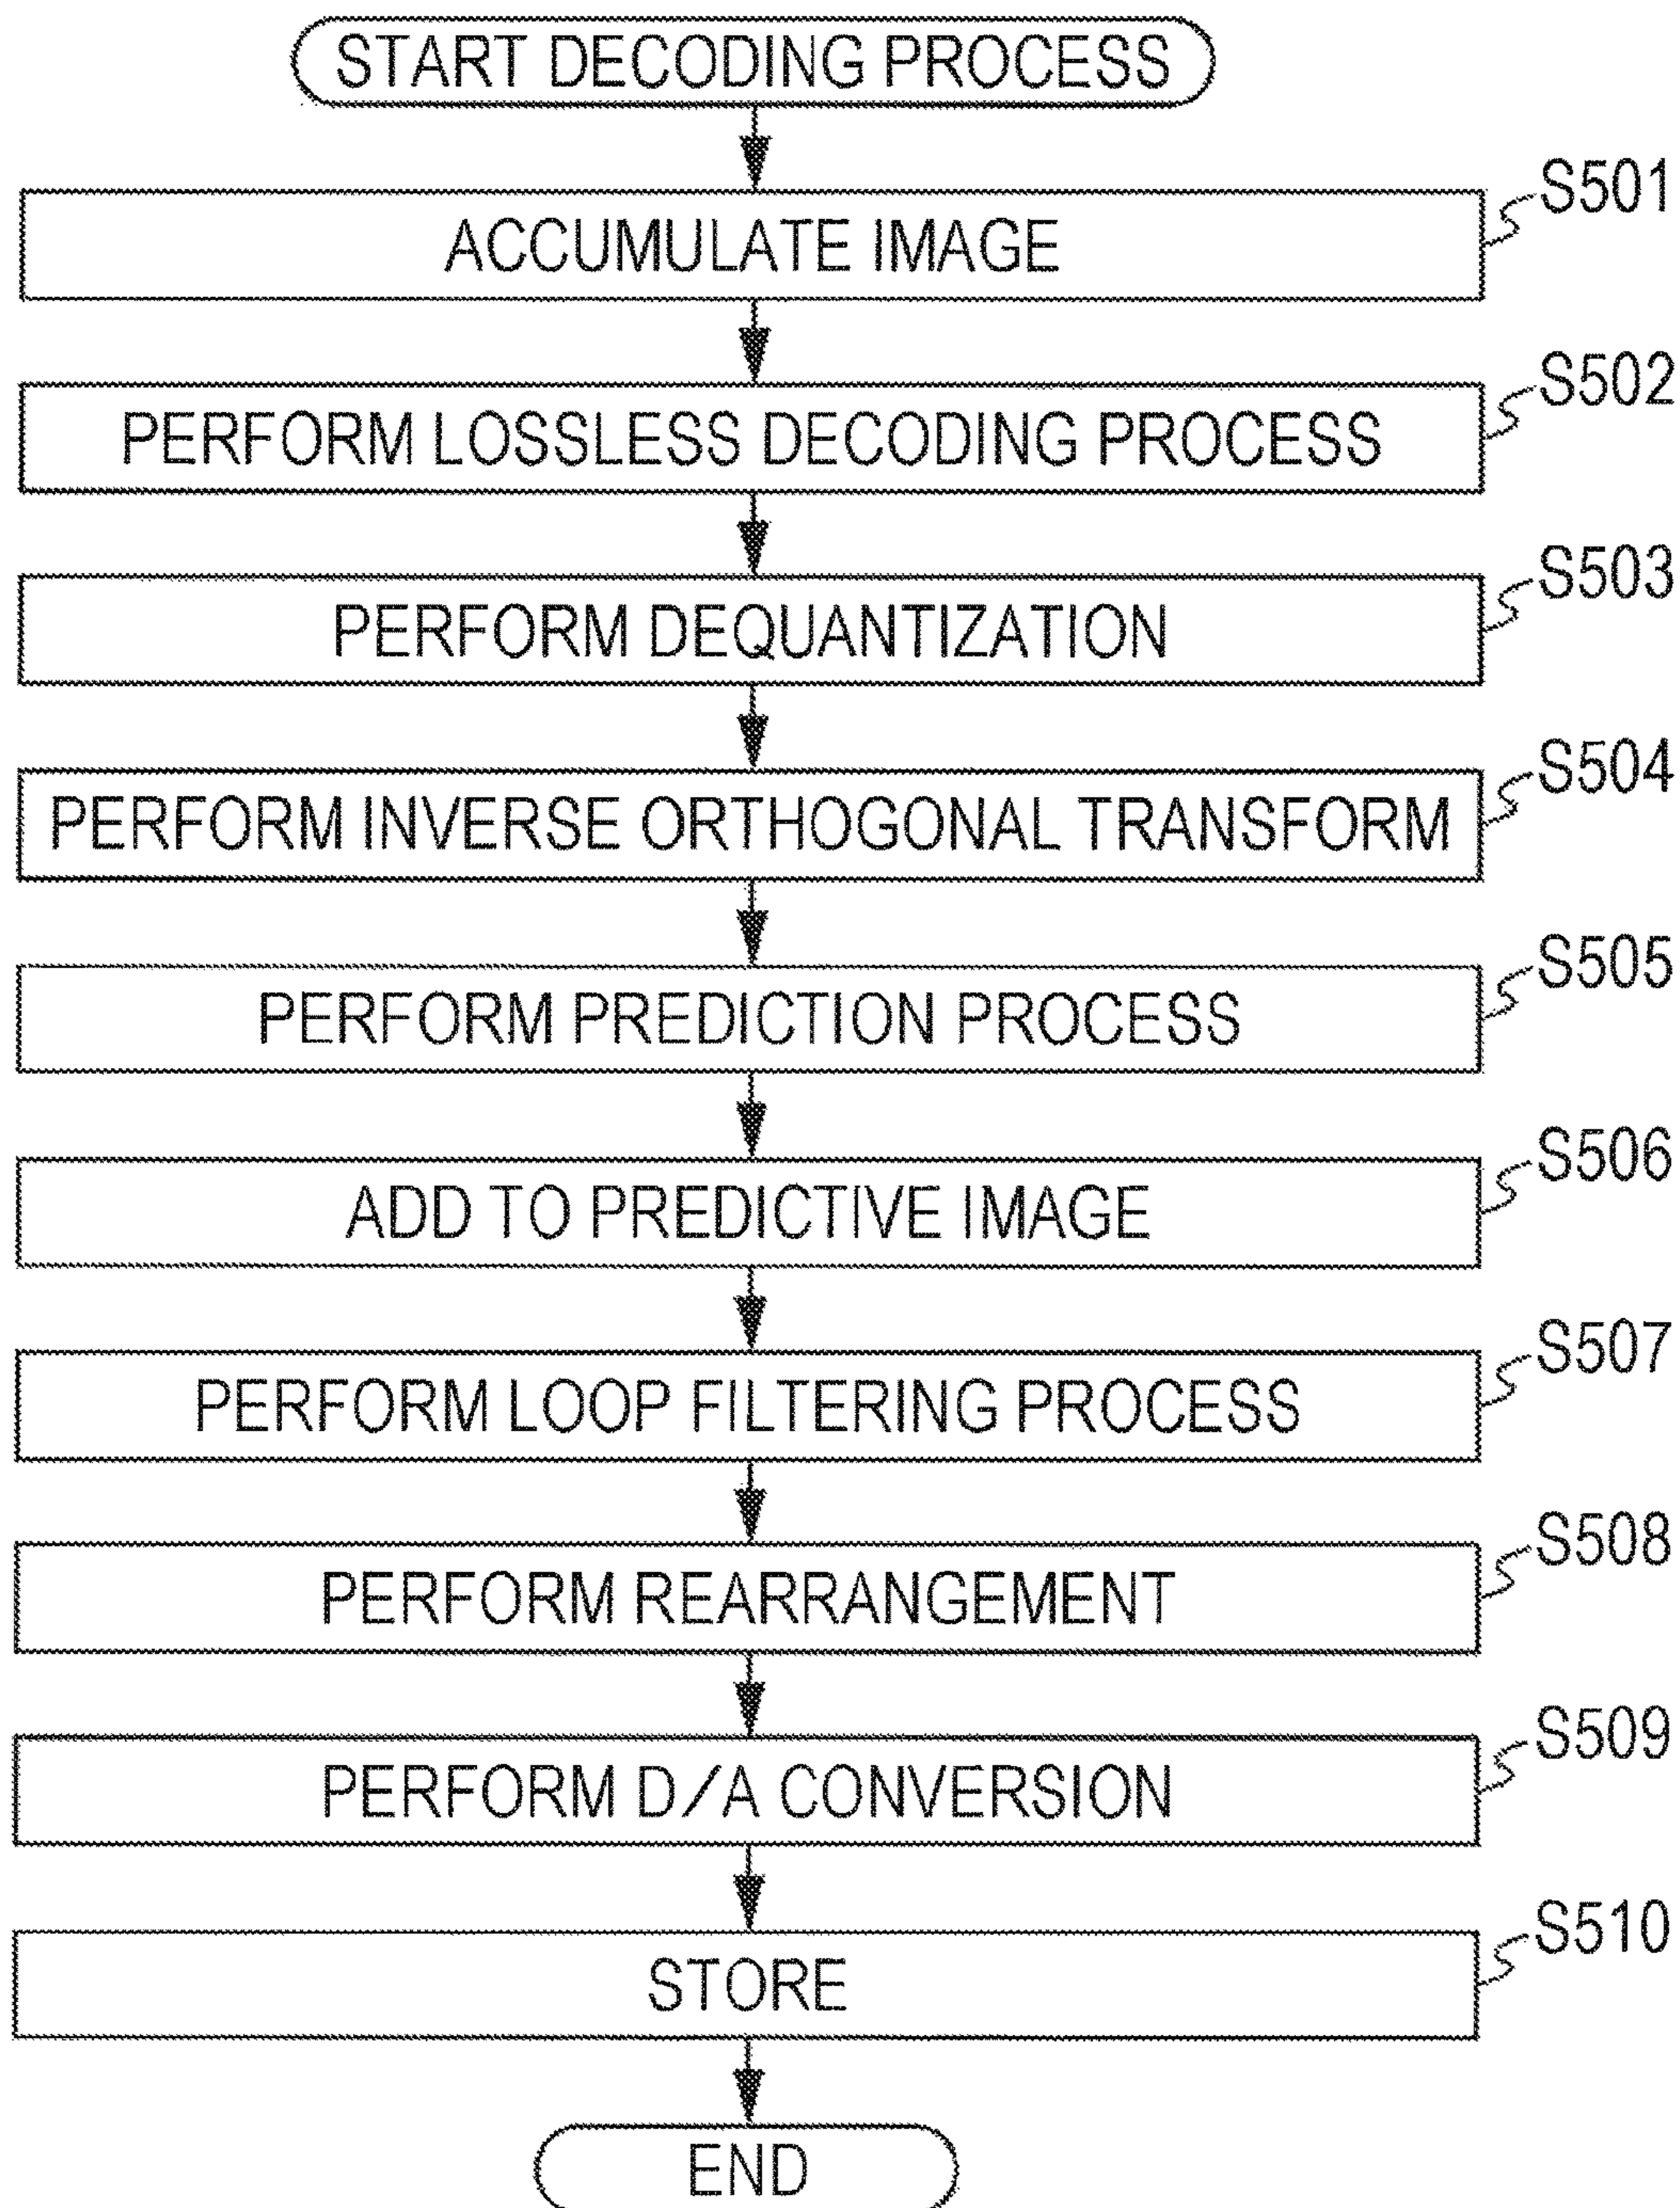 START DECODING PROCESS
S501
ACCUMULATE IMAGE
S502
PERFORM LOSSLESS DECODING PROCESS
S503
PERFORM DEQUANTIZATION
S504
PERFORM INVERSE ORTHOGONAL TRANSFORM
S505
PERFORM PREDICTION PROCESS
S506
ADD TO PREDICTIVE IMAGE
S507
PERFORM LOOP FILTERING PROCESS
S508
PERFORM REARRANGEMENT
S509
PERFORM D/A CONVERSION
S510
STORE
END